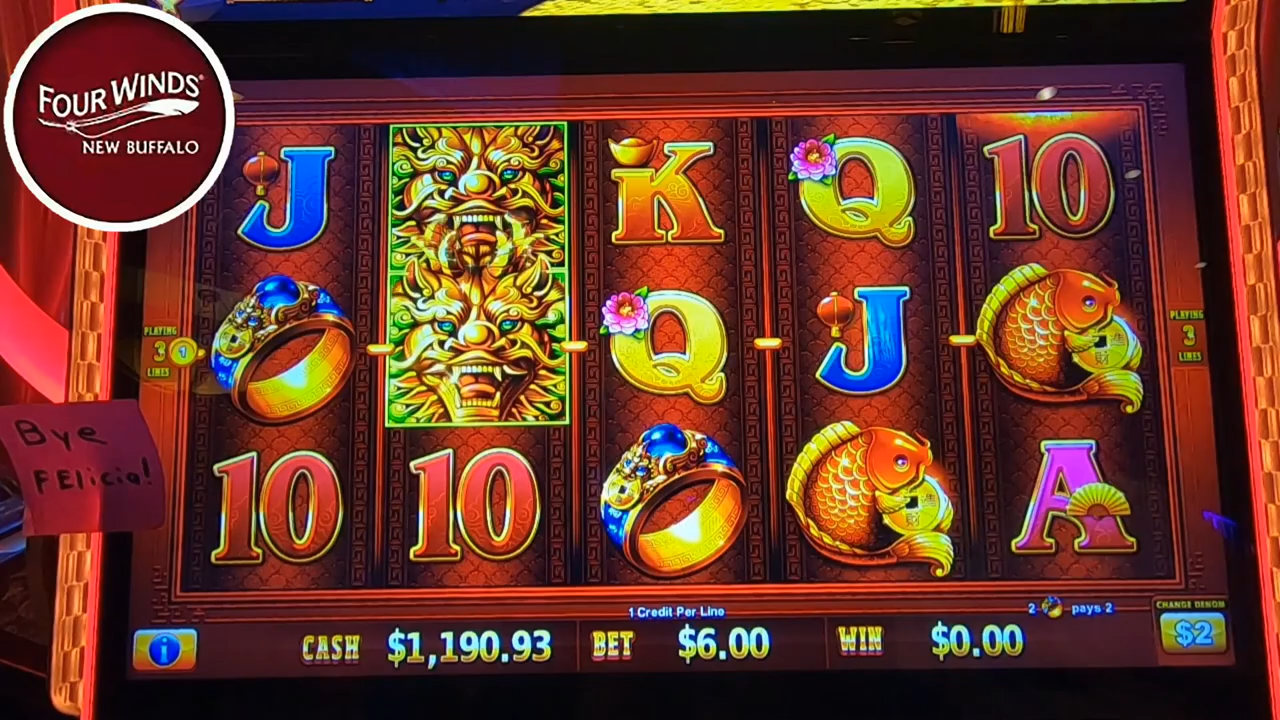 FOUR WINDS®
NEW BUFFALO
J
K
Q
10
Q
J
PLAYING
3
LINES
1
PLAYING
3
LINES
Bye
FElicia!
10
10
A
1 Credit Per Line
2- pays 2
CHANGE DENOM
$2
i
CASH $1,190.93
BET $6.00
WIN $0.00